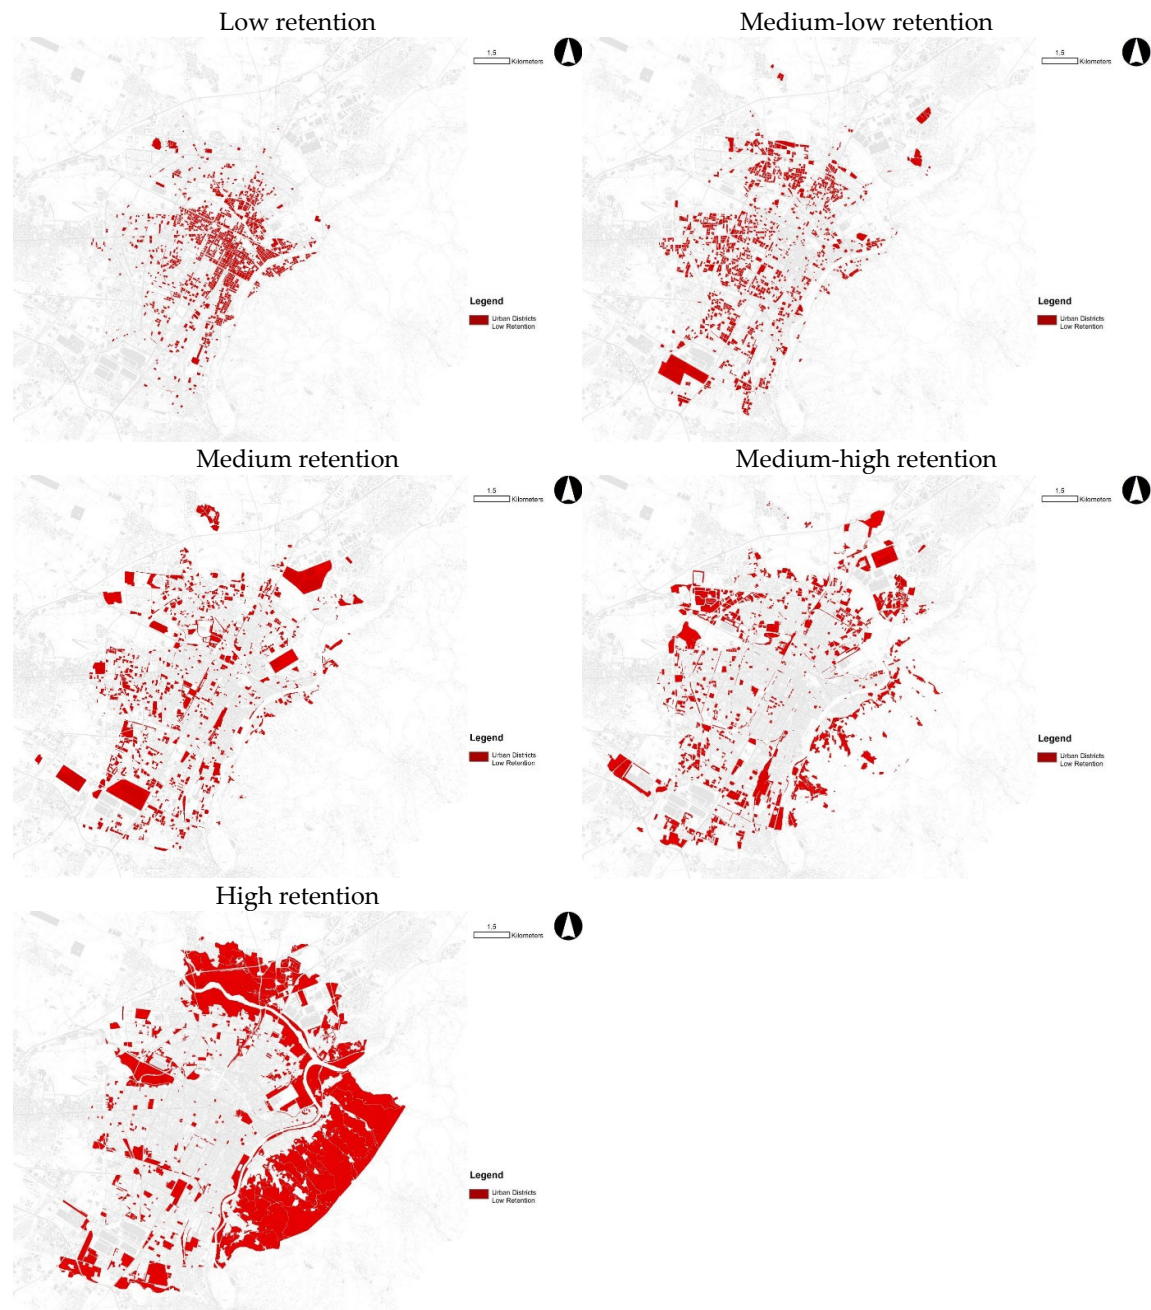 Low retention
Medium-low retention
1,5
Kilometers
1,5
Kilometers
Legend
Urban Districts
Low Retention
Legend
Urban Districts
Low Retention
Medium retention
Medium-high retention
1,5
Kilometers
1,5
Kilometers
Legend
Urban Districts
Low Retention
Legend
Urban Districts
Low Retention
High retention
1,5
Kilometers
Legend
Urban Districts
Low Retention